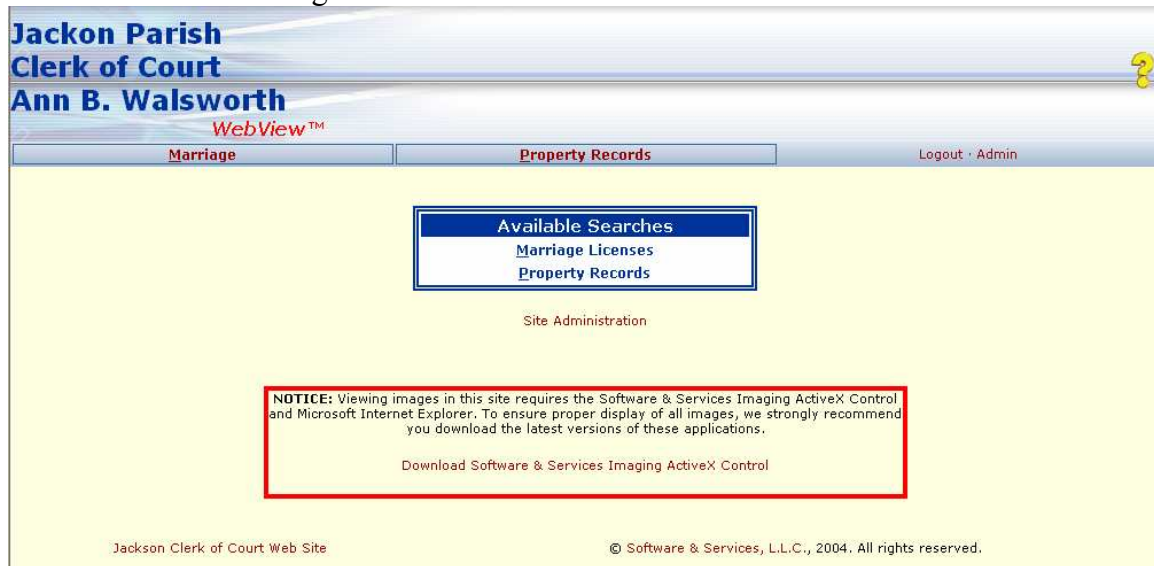 Jackon Parish
Clerk of Court
Ann B. Walsworth
WebView™
Marriage Property Records Logout · Admin
Available Searches
Marriage Licenses
Property Records
Site Administration
NOTICE: Viewing images in this site requires the Software & Services Imaging ActiveX Control
and Microsoft Internet Explorer. To ensure proper display of all images, we strongly recommend
you download the latest versions of these applications.
Download Software & Services Imaging ActiveX Control
Jackson Clerk of Court Web Site © Software & Services, L.L.C., 2004. All rights reserved.